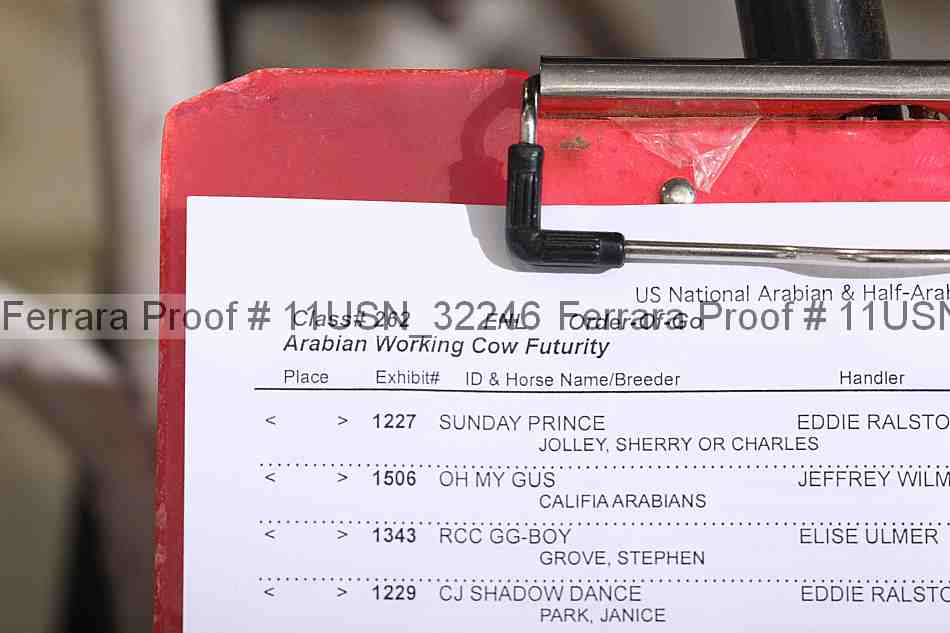 US National Arabian & Half-Arab
Ferrara Proof # 11USN_32246 Ferrara Proof # 11USN
Class# 262 FNL Order-Of-Go
Arabian Working Cow Futurity
Place Exhibit# ID & Horse Name/Breeder Handler
< > 1227 SUNDAY PRINCE EDDIE RALSTO
JOLLEY, SHERRY OR CHARLES
< > 1506 OH MY GUS JEFFREY WILM
CALIFIA ARABIANS
< > 1343 RCC GG-BOY ELISE ULMER
GROVE, STEPHEN
< > 1229 CJ SHADOW DANCE EDDIE RALSTO
PARK, JANICE